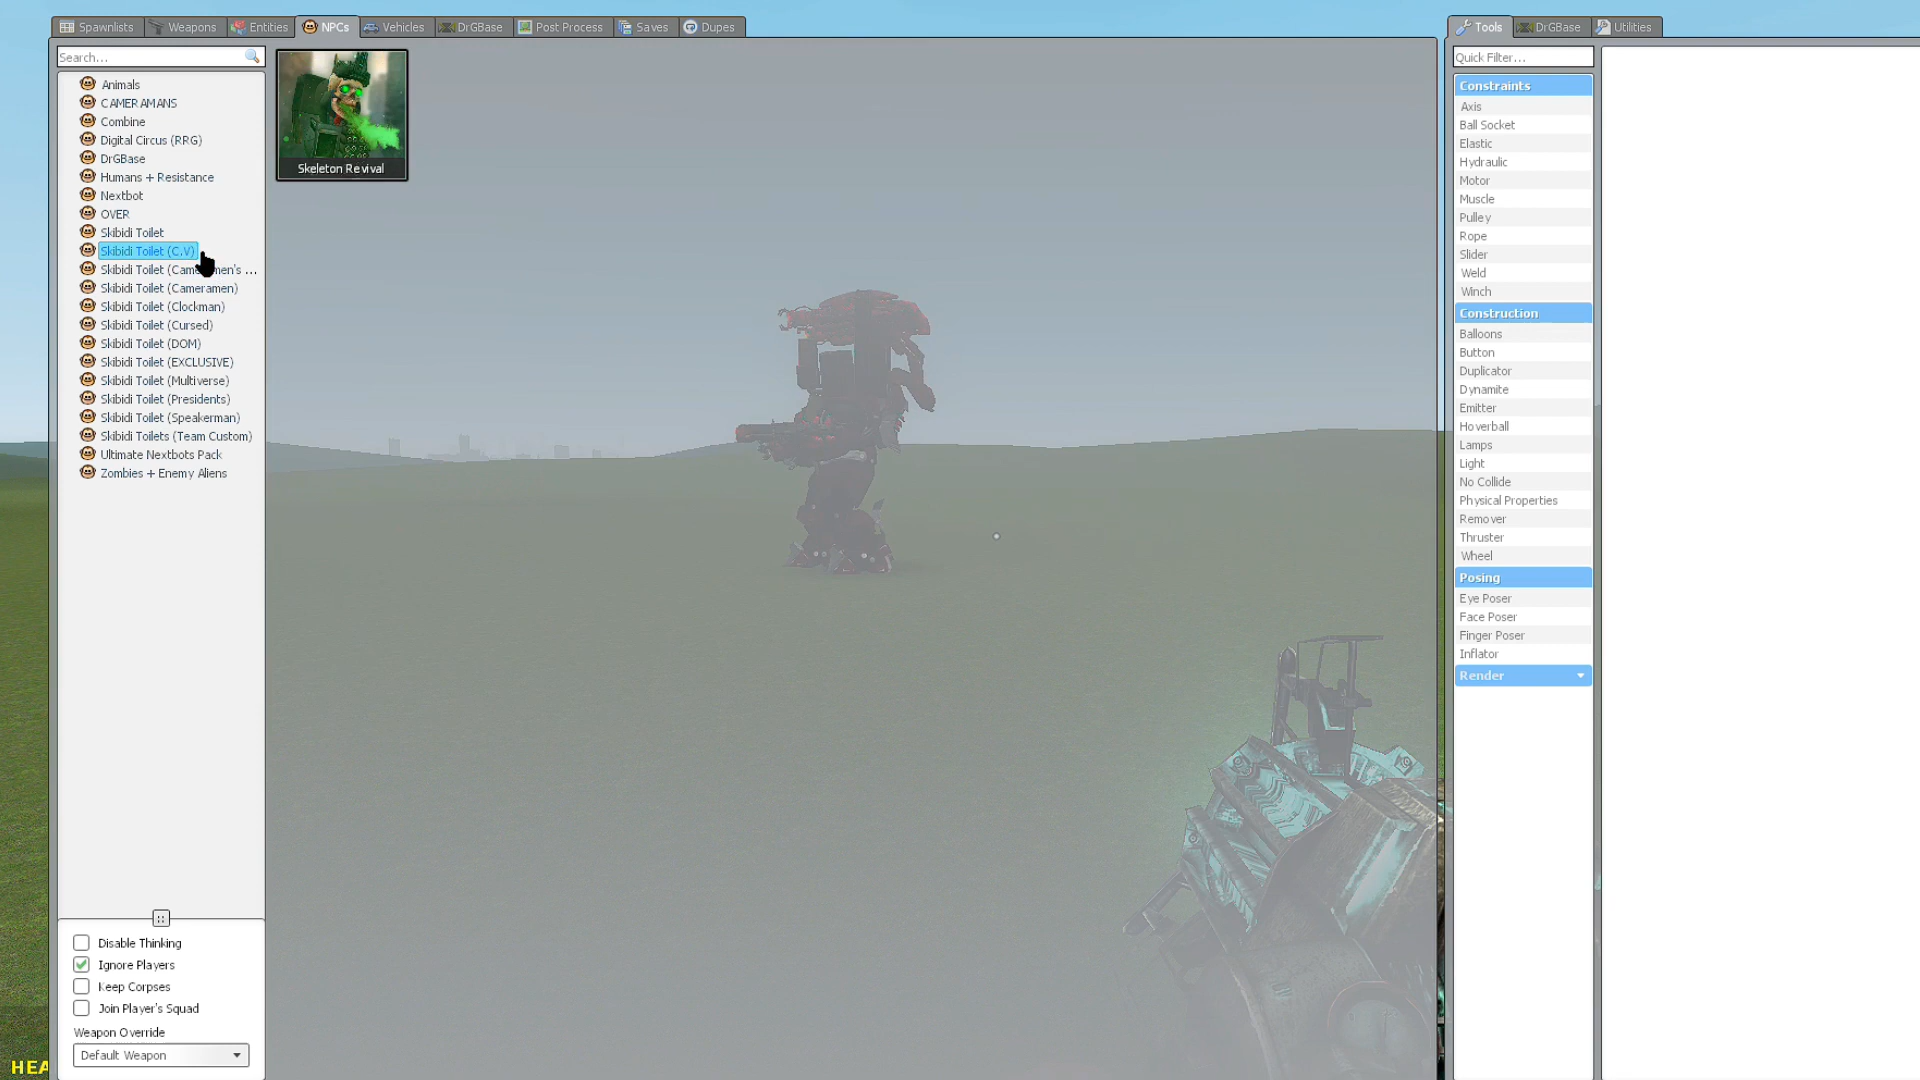 Spawnlists Weapons Entities NPCs Vehicles DrGBase Post Process Saves Dupes
Search...
Animals
CAMERAMANS
Combine
Digital Circus (RRG)
DrGBase
Humans + Resistance
Nextbot
OVER
Skibidi Toilet
Skibidi Toilet (C.V)
Skibidi Toilet (Came men's ...
Skibidi Toilet (Cameramen)
Skibidi Toilet (Clockman)
Skibidi Toilet (Cursed)
Skibidi Toilet (DOM)
Skibidi Toilet (EXCLUSIVE)
Skibidi Toilet (Multiverse)
Skibidi Toilet (Presidents)
Skibidi Toilet (Speakerman)
Skibidi Toilets (Team Custom)
Ultimate Nextbots Pack
Zombies + Enemy Aliens
Disable Thinking
Ignore Players
Keep Corpses
Join Player's Squad
Weapon Override
Default Weapon
HEA
Skeleton Revival
Tools DrGBase Utilities
Quick Filter...
Constraints
Axis
Ball Socket
Elastic
Hydraulic
Motor
Muscle
Pulley
Rope
Slider
Weld
Winch
Construction
Balloons
Button
Duplicator
Dynamite
Emitter
Hoverball
Lamps
Light
No Collide
Physical Properties
Remover
Thruster
Wheel
Posing
Eye Poser
Face Poser
Finger Poser
Inflator
Render